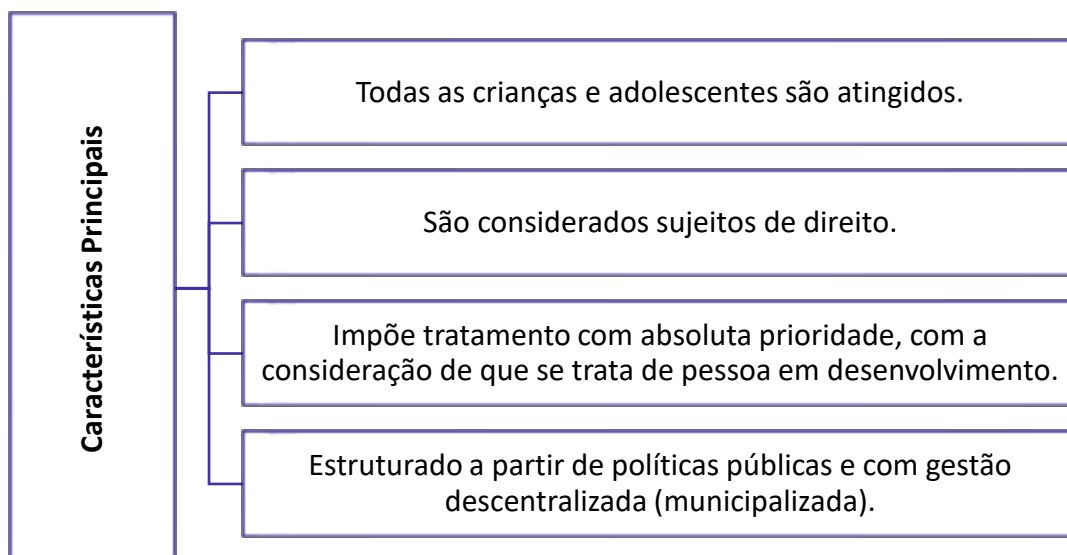 Características Principais
Todas as crianças e adolescentes são atingidos.
São considerados sujeitos de direito.
Impõe tratamento com absoluta prioridade, com a
consideração de que se trata de pessoa em desenvolvimento.
Estruturado a partir de políticas públicas e com gestão
descentralizada (municipalizada).